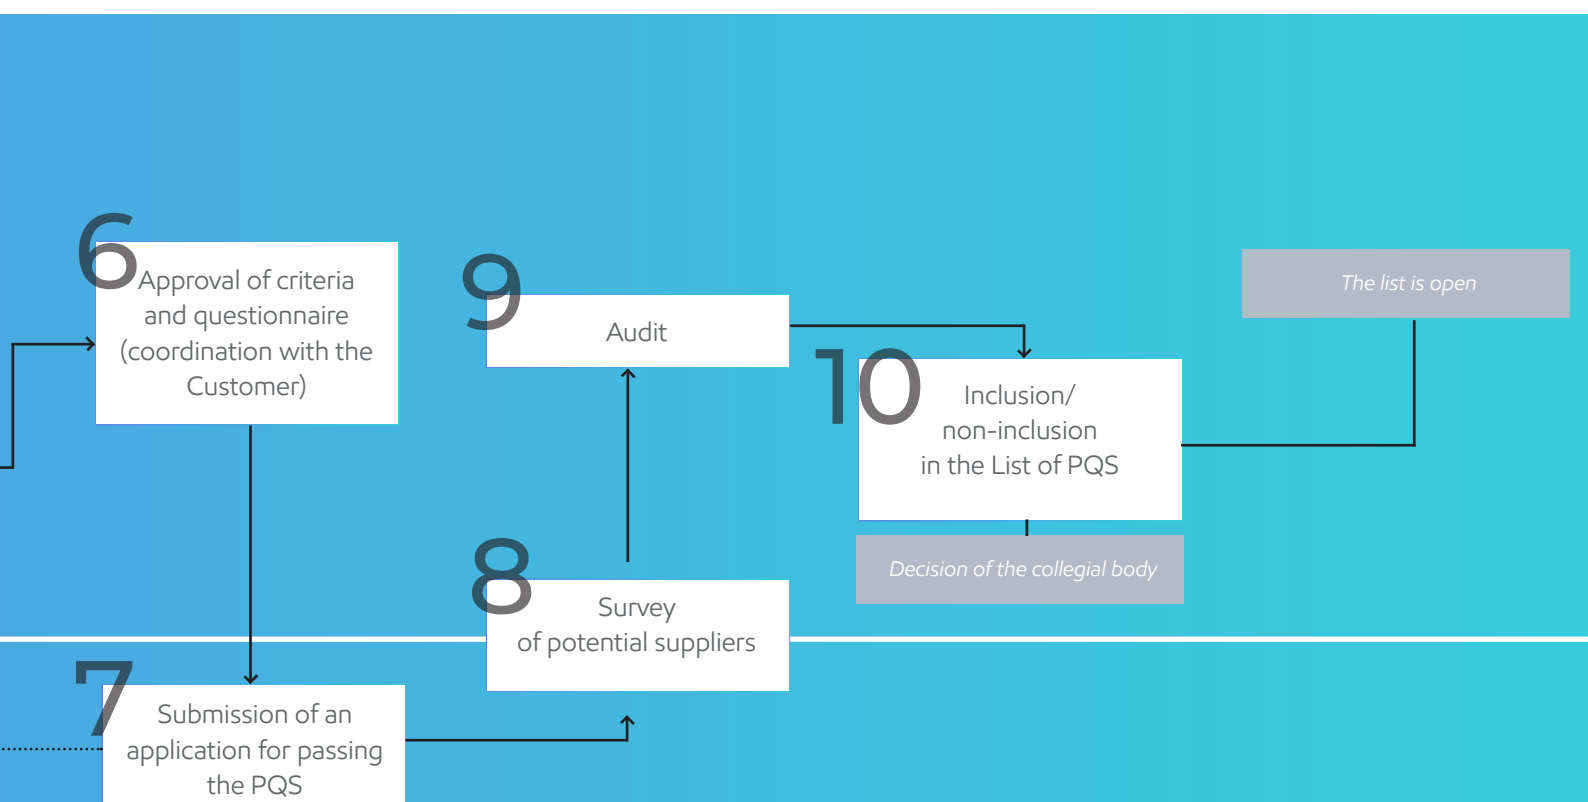 6
Approval of criteria
and questionnaire
(coordination with the
Customer)
7
Submission of an
application for passing
the PQS
8
Survey
of potential suppliers
9
Audit
10
Inclusion/
non-inclusion
in the List of PQS
Decision of the collegial body
The list is open